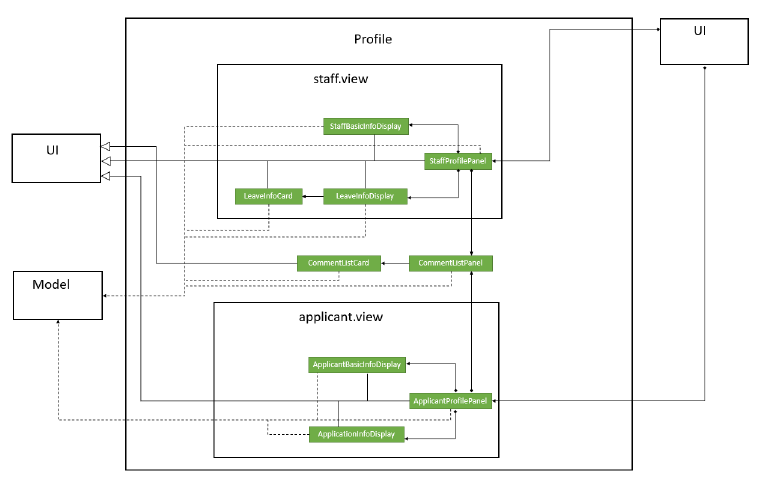 Profile
UI
staff.view
StaffBasicInfoDisplay
UI
StaffProfilePanel
LeaveInfoCard
LeaveInfoDisplay
CommentListCard
CommentListPanel
Model
applicant.view
ApplicantBasicInfoDisplay
ApplicantProfilePanel
ApplicationInfoDisplay